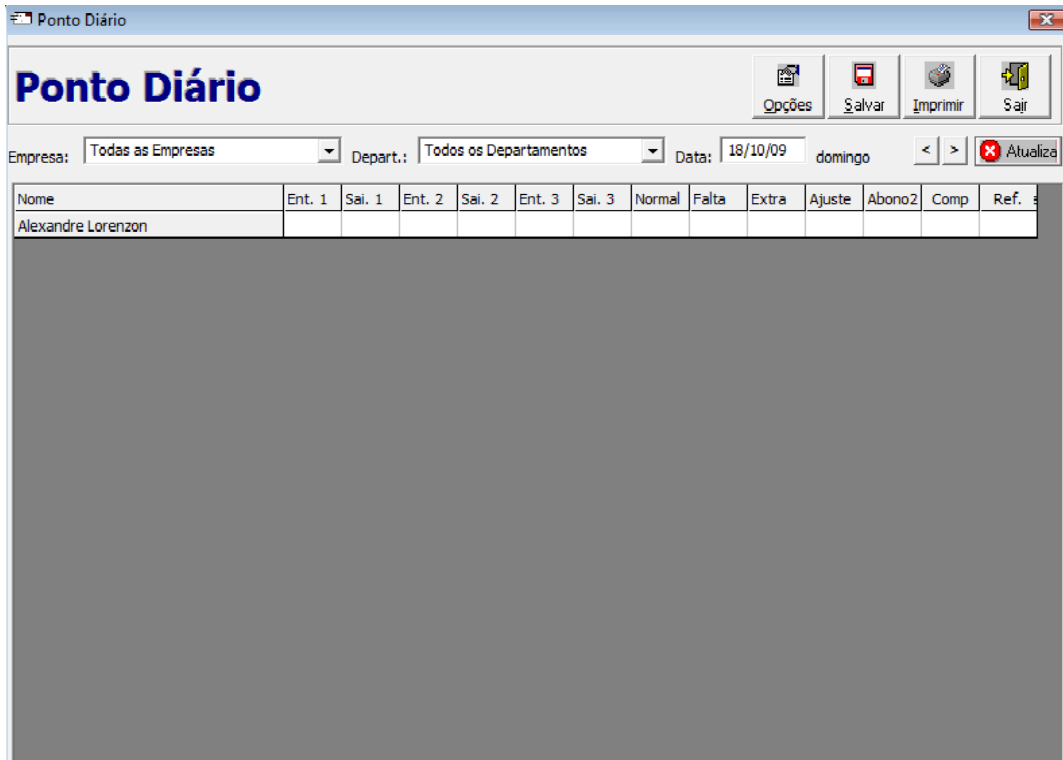 Ponto Diário
Ponto Diário
Opções Salvar Imprimir Sair
Empresa: Todas as Empresas Depart.: Todos os Departamentos Data: 18/10/09 domingo < > Atualiza
Nome Ent. 1 Sai. 1 Ent. 2 Sai. 2 Ent. 3 Sai. 3 Normal Falta Extra Ajuste Abono2 Comp Ref.
Alexandre Lorenzon